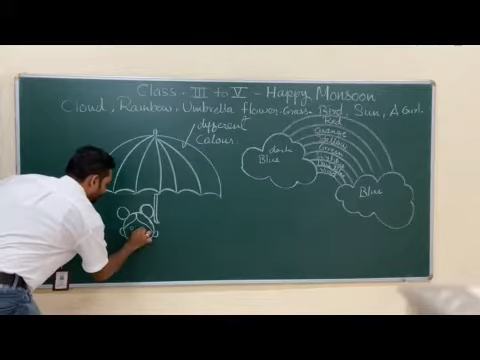 Class - III to V - Happy Monsoon
Cloud, Rainbow, Umbrella flower. Grass. Bird, Sun, A Girl.
different
Colour.
dark
Blue
Red
Orange
Yellow
Green
Blue